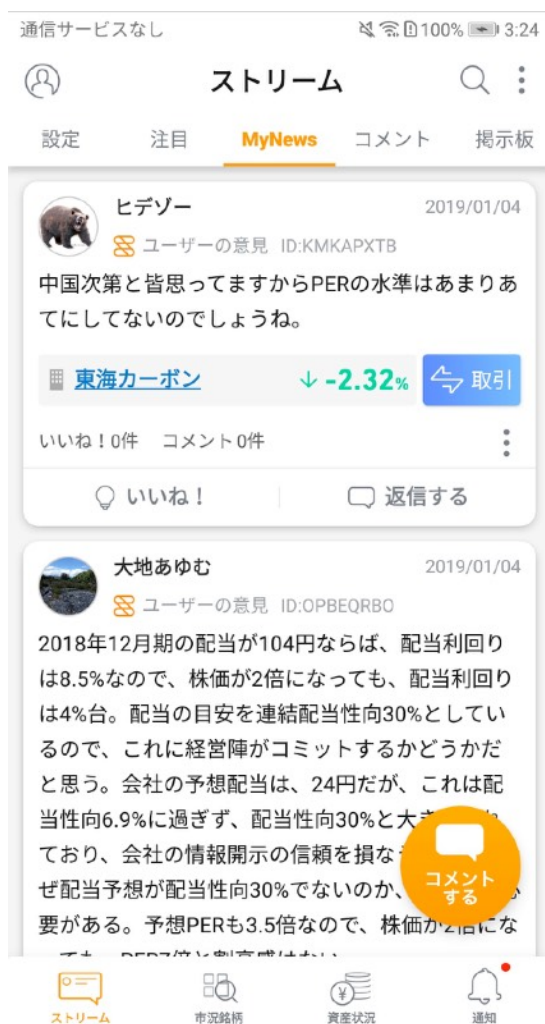 通信サービスなし 100% 3:24
ストリーム
設定 注目 MyNews コメント 掲示板
ヒデゾー 2019/01/04
ユーザーの意見 ID:KMKAPXTB
中国次第と皆思ってますからPERの水準はあまりあ
てにしてないのでしょうね。
東海カーボン ↓ -2.32% 取引
いいね！0件 コメント0件
いいね！ 返信する
大地あゆむ 2019/01/04
ユーザーの意見 ID:OPBEQRBO
2018年12月期の配当が104円ならば、配当利回り
は8.5%なので、株価が2倍になっても、配当利回り
は4%台。配当の目安を連結配当性向30%としてい
るので、これに経営陣がコミットするかどうかだ
と思う。会社の予想配当は、24円だが、これは配
当性向6.9%に過ぎず、配当性向30%と大き
ており、会社の情報開示の信頼を損な
ぜ配当予想が配当性向30%でないのか、
要がある。予想PERも3.5倍なので、株価が2倍にな
っても、PER7倍と割高感はない
コメント
する
ストリーム 市況銘柄 資産状況 通知